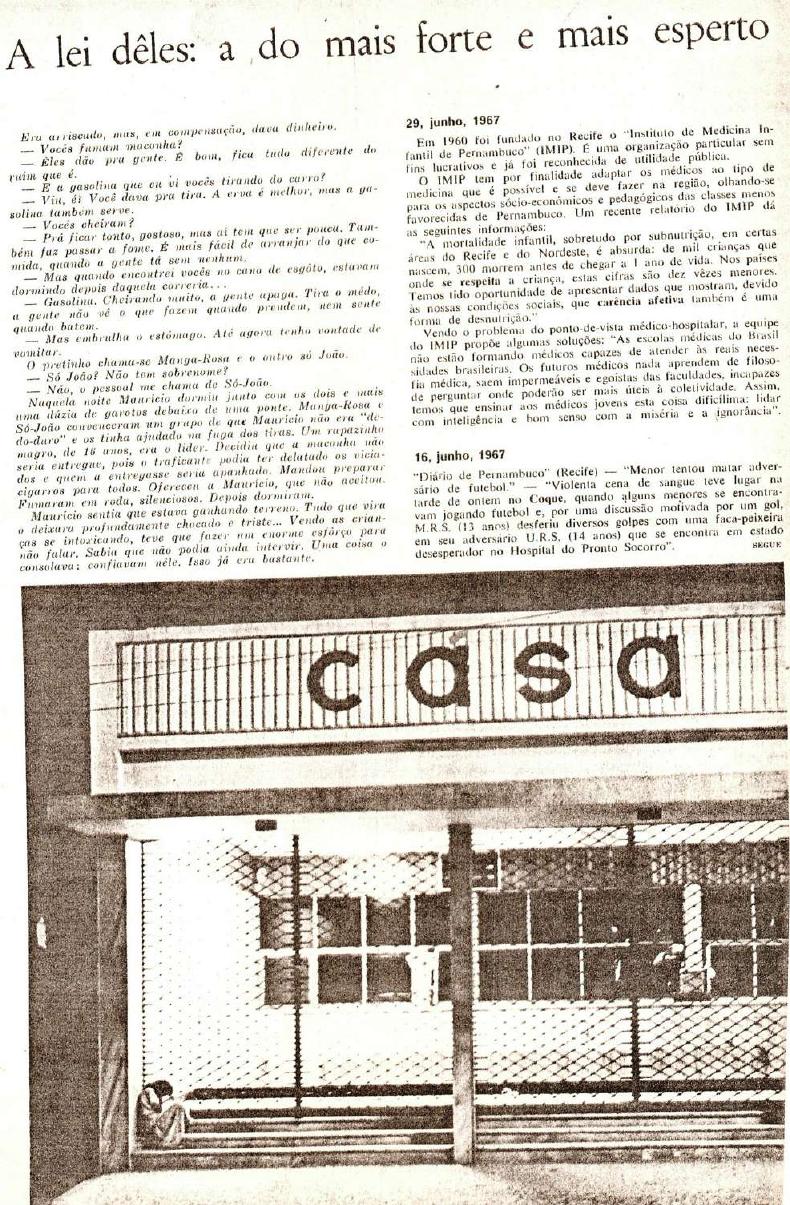 A lei dêles: a do mais forte e mais esperto
Era arriscado, mas, em compensação, dava dinheiro.
— Vocês fumam maconha?
— Êles dão pra gente. É bom, fica tudo diferente do
ruim que é.
— E a gasolina que eu vi vocês tirando do carro?
— Viu, é? Você dava pra tira. A erva é melhor, mas a ga-
solina também serve.
— Vocês cheiram?
— Prá ficar tonto, gostoso, mas aí tem que ser pouca. Tam-
bém faz passar a fome. É mais fácil de arranjar do que co-
mida, quando a gente tá sem nenhum.
— Mas quando encontrei vocês no cano de esgôto, estavam
dormindo depois daquela correria...
— Gasolina. Cheirando muito, a gente apaga. Tira o mêdo,
a gente não vê o que fazem quando prendem, nem sente
quando batem.
— Mas embrulha o estômago. Até agora tenho vontade de
vomitar.
O pretinho chama-se Manga-Rosa e o outro só João.
— Só João? Não tem sobrenome?
— Não, o pessoal me chama de Só-João.
Naquela noite Maurício dormiu junto com os dois e mais
uma dúzia de garotos debaixo de uma ponte. Manga-Rosa e
Só-João convenceram um grupo de que Maurício não era "de-
do-duro" e os tinha ajudado na fuga dos tiras. Um rapazinho
magro, de 16 anos, era o líder. Decidiu que a maconha não
seria entregue, pois o traficante podia ter delatado os vicia-
dos e quem a entregasse seria apanhado. Mandou preparar
cigarros para todos. Ofereceu a Maurício, que não aceitou.
Fumaram em roda, silenciosos. Depois dormiram.
Maurício sentia que estava ganhando terreno. Tudo que vira
o deixara profundamente chocado e triste... Vendo as crian-
ças se intoxicando, teve que fazer um enorme esfôrço para
não falar. Sabia que não podia ainda intervir. Uma coisa o
consolava: confiavam nêle. Isso já era bastante.
29, junho, 1967
Em 1960 foi fundado no Recife o "Instituto de Medicina In-
fantil de Pernambuco" (IMIP). É uma organização particular sem
fins lucrativos e já foi reconhecida de utilidade pública.
O IMIP tem por finalidade adaptar os médicos ao tipo de
medicina que é possível e se deve fazer na região, olhando-se
para os aspectos sócio-econômicos e pedagógicos das classes menos
favorecidas de Pernambuco. Um recente relatório do IMIP dá
as seguintes informações:
"A mortalidade infantil, sobretudo por subnutrição, em certas
áreas do Recife e do Nordeste, é absurda: de mil crianças que
nascem, 300 morrem antes de chegar a 1 ano de vida. Nos países
onde se respeita a criança, estas cifras são dez vêzes menores.
Temos tido oportunidade de apresentar dados que mostram, devido
às nossas condições sociais, que carência afetiva também é uma
forma de desnutrição."
Vendo o problema do ponto-de-vista médico-hospitalar, a equipe
do IMIP propõe algumas soluções: "As escolas médicas do Brasil
não estão formando médicos capazes de atender às reais neces-
sidades brasileiras. Os futuros médicos nada aprendem de filoso-
fia médica, saem impermeáveis e egoístas das faculdades, incapazes
de perguntar onde poderão ser mais úteis à coletividade. Assim,
temos que ensinar aos médicos jovens esta coisa dificílima: lidar
com inteligência e bom senso com a miséria e a ignorância".
16, junho, 1967
"Diário de Pernambuco" (Recife) — "Menor tentou matar adver-
sário de futebol." — "Violenta cena de sangue teve lugar na
tarde de ontem no Coque, quando alguns menores se encontra-
vam jogando futebol e, por uma discussão motivada por um gol,
M.R.S. (13 anos) desferiu diversos golpes com uma faca-peixeira
em seu adversário U.R.S. (14 anos) que se encontra em estado
desesperador no Hospital do Pronto Socorro".
SEGUE
casa